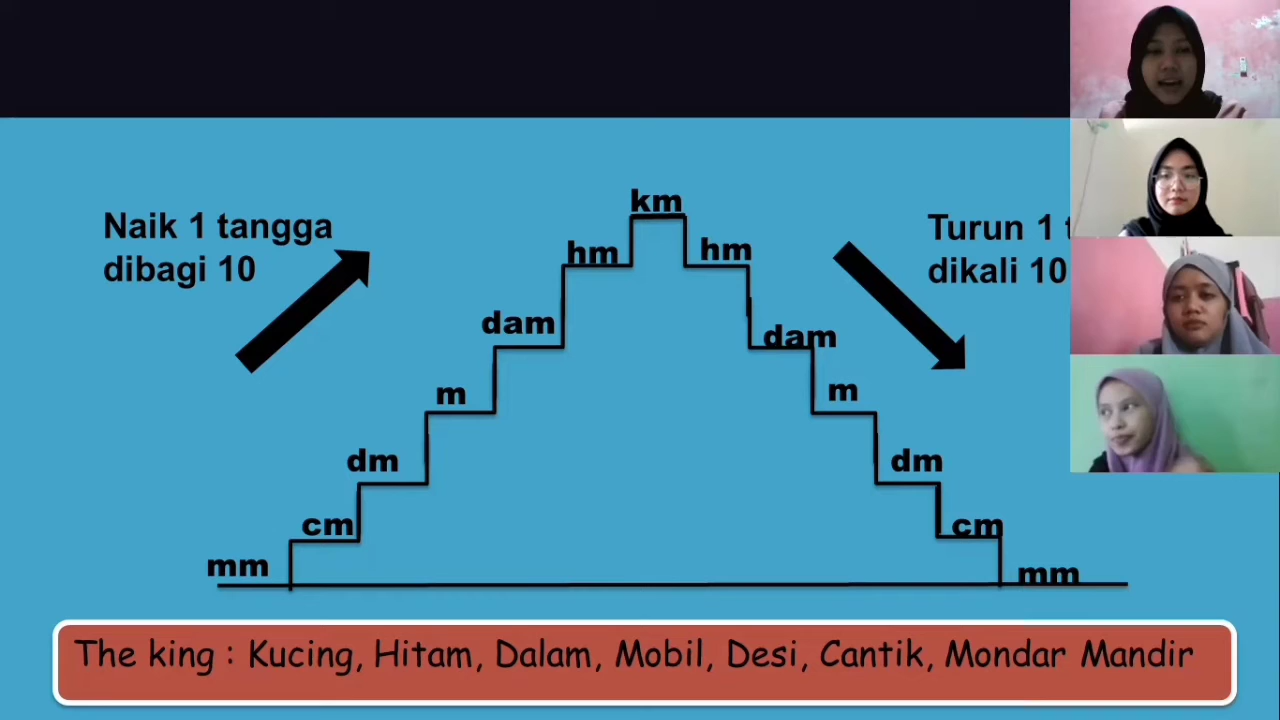 km
Naik 1 tangga
dibagi 10
Turun 1
dikali 10
hm
hm
dam
dam
m
m
dm
dm
cm
cm
mm
mm
The king : Kucing, Hitam, Dalam, Mobil, Desi, Cantik, Mondar Mandir